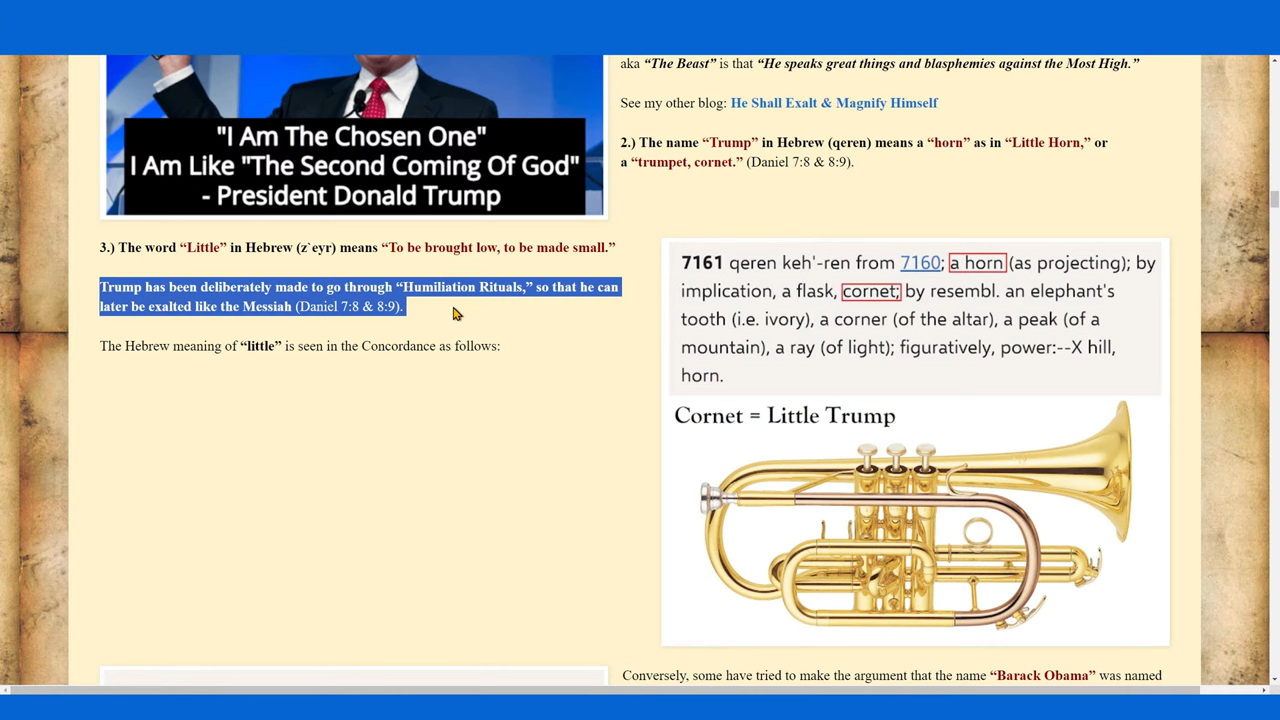 "I Am The Chosen One"
I Am Like "The Second Coming Of God"
- President Donald Trump
aka “The Beast” is that “He speaks great things and blasphemies against the Most High.”
See my other blog: He Shall Exalt & Magnify Himself
2.) The name “Trump” in Hebrew (qeren) means a “horn” as in “Little Horn,” or
a “trumpet, cornet.” (Daniel 7:8 & 8:9).
3.) The word “Little” in Hebrew (z`eyr) means “To be brought low, to be made small.”
Trump has been deliberately made to go through “Humiliation Rituals,” so that he can
later be exalted like the Messiah (Daniel 7:8 & 8:9).
The Hebrew meaning of “little” is seen in the Concordance as follows:
7161 qeren keh'-ren from 7160; a horn (as projecting); by
implication, a flask, cornet; by resembl. an elephant's
tooth (i.e. ivory), a corner (of the altar), a peak (of a
mountain), a ray (of light); figuratively, power:--X hill,
horn.
Cornet = Little Trump
Conversely, some have tried to make the argument that the name “Barack Obama” was named